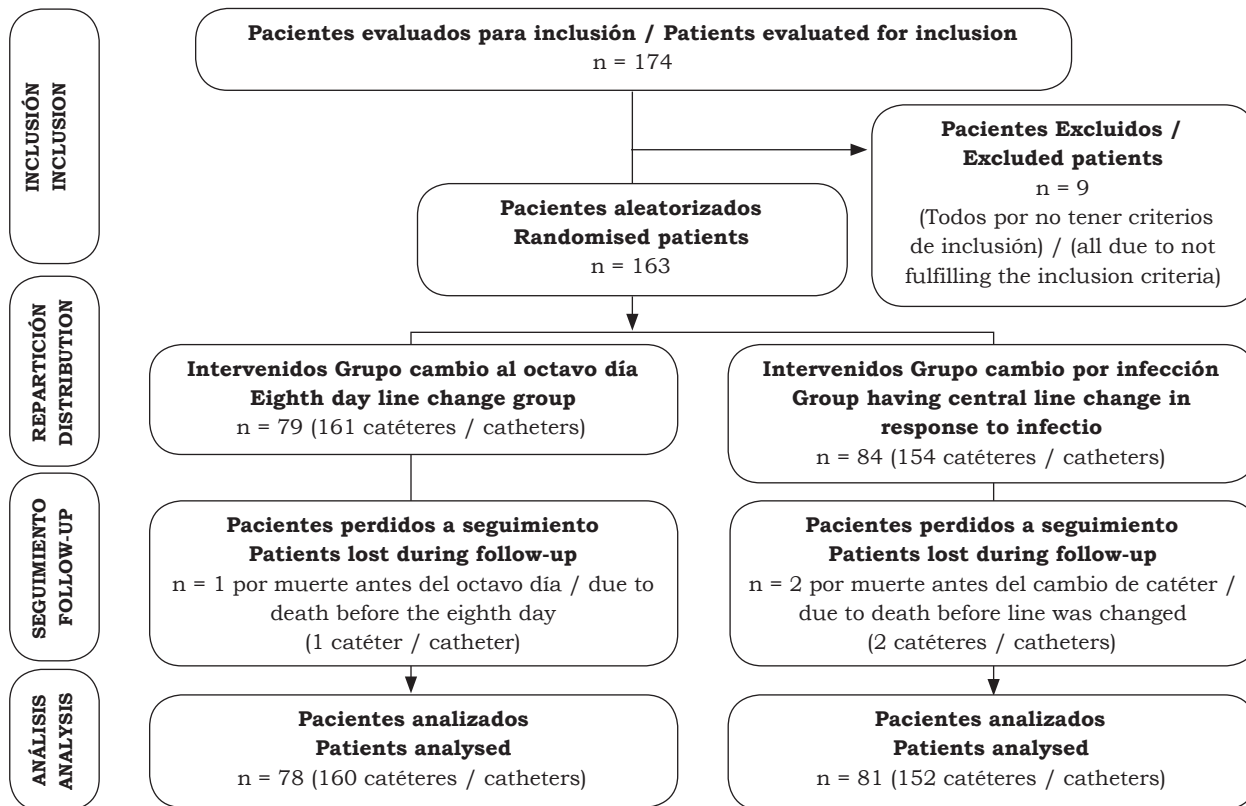 INCLUSIÓN
INCLUSION
Pacientes evaluados para inclusión / Patients evaluated for inclusion
n = 174
Pacientes Excluidos /
Excluded patients
n = 9
(Todos por no tener criterios
de inclusión) / (all due to not
fulfilling the inclusion criteria)
Pacientes aleatorizados
Randomised patients
n = 163
REPARTICIÓN
DISTRIBUTION
Intervenidos Grupo cambio al octavo día
Eighth day line change group
n = 79 (161 catéteres / catheters)
Intervenidos Grupo cambio por infección
Group having central line change in
response to infectio
n = 84 (154 catéteres / catheters)
SEGUIMIENTO
FOLLOW-UP
Pacientes perdidos a seguimiento
Patients lost during follow-up
n = 1 por muerte antes del octavo día / due to
death before the eighth day
(1 catéter / catheter)
Pacientes perdidos a seguimiento
Patients lost during follow-up
n = 2 por muerte antes del cambio de catéter /
due to death before line was changed
(2 catéteres / catheters)
ANÁLISIS
ANALYSIS
Pacientes analizados
Patients analysed
n = 78 (160 catéteres / catheters)
Pacientes analizados
Patients analysed
n = 81 (152 catéteres / catheters)